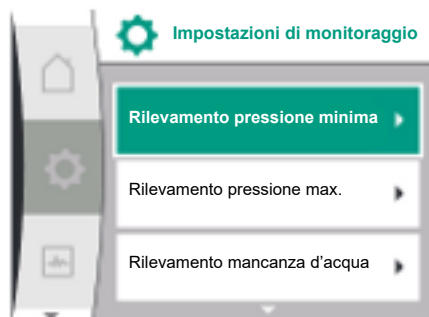 Impostazioni di monitoraggio
Rilevamento pressione minima
Rilevamento pressione max.
Rilevamento mancanza d'acqua